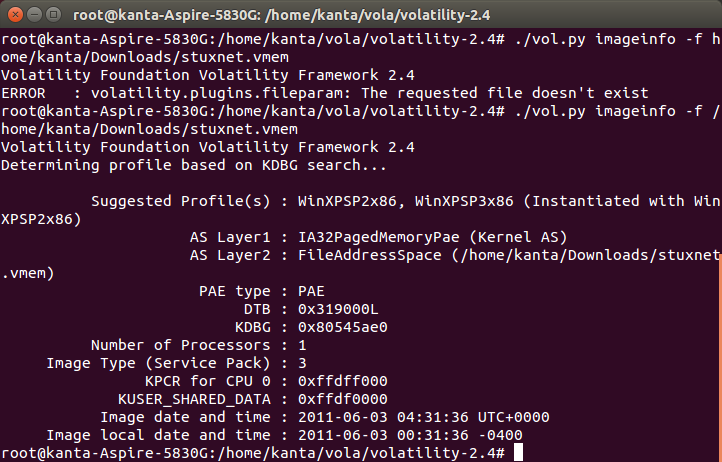 root@kanta-Aspire-5830G: /home/kanta/vola/volatility-2.4
root@kanta-Aspire-5830G:/home/kanta/vola/volatility-2.4# ./vol.py imageinfo -f h
ome/kanta/Downloads/stuxnet.vmem
Volatility Foundation Volatility Framework 2.4
ERROR   : volatility.plugins.fileparam: The requested file doesn't exist
root@kanta-Aspire-5830G:/home/kanta/vola/volatility-2.4# ./vol.py imageinfo -f /
home/kanta/Downloads/stuxnet.vmem
Volatility Foundation Volatility Framework 2.4
Determining profile based on KDBG search...
Suggested Profile(s) : WinXPSP2x86, WinXPSP3x86 (Instantiated with Win
XPSP2x86)
AS Layer1 : IA32PagedMemoryPae (Kernel AS)
AS Layer2 : FileAddressSpace (/home/kanta/Downloads/stuxnet
.vmem)
PAE type : PAE
DTB : 0x319000L
KDBG : 0x80545ae0
Number of Processors : 1
Image Type (Service Pack) : 3
KPCR for CPU 0 : 0xffdff000
KUSER_SHARED_DATA : 0xffdf0000
Image date and time : 2011-06-03 04:31:36 UTC+0000
Image local date and time : 2011-06-03 00:31:36 -0400
root@kanta-Aspire-5830G:/home/kanta/vola/volatility-2.4#